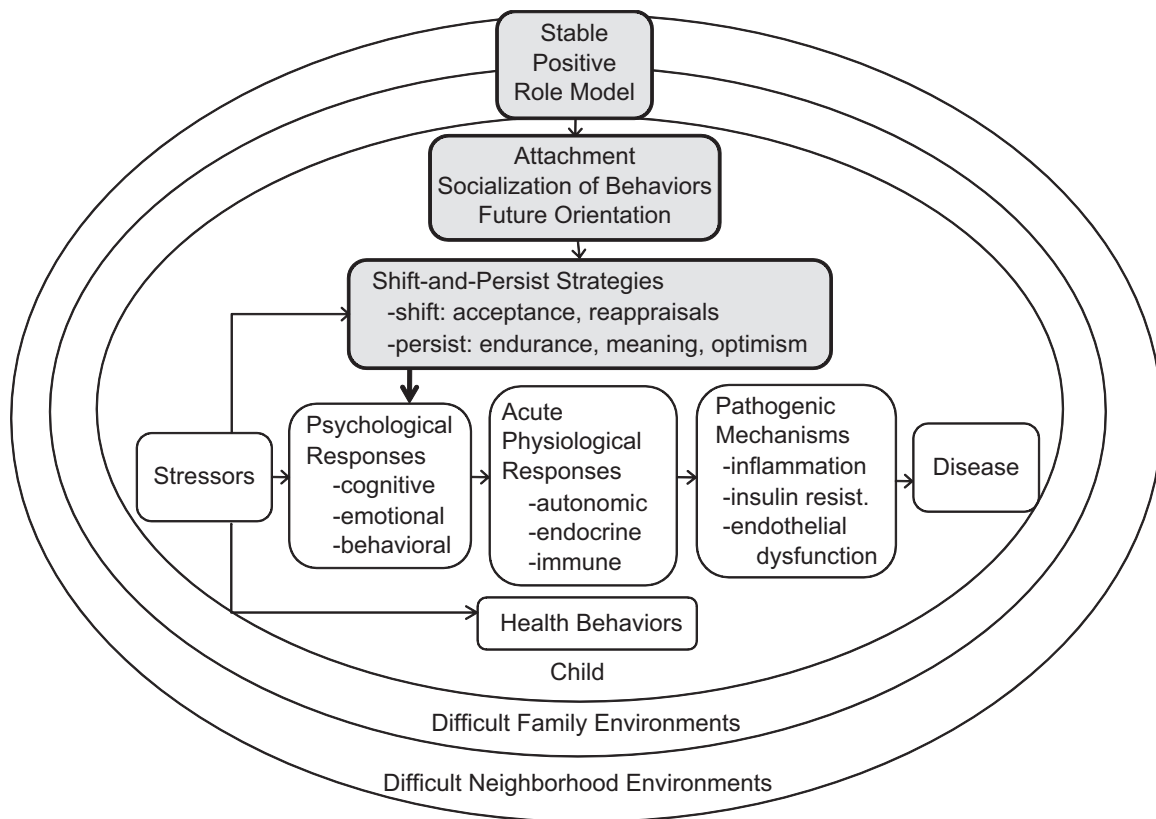 Stable
Positive
Role Model
Attachment
Socialization of Behaviors
Future Orientation
Shift-and-Persist Strategies
-shift: acceptance, reappraisals
-persist: endurance, meaning, optimism
Stressors
Psychological
Responses
-cognitive
-emotional
-behavioral
Acute
Physiological
Responses
-autonomic
-endocrine
-immune
Pathogenic
Mechanisms
-inflammation
-insulin resist.
-endothelial
dysfunction
Disease
Health Behaviors
Child
Difficult Family Environments
Difficult Neighborhood Environments